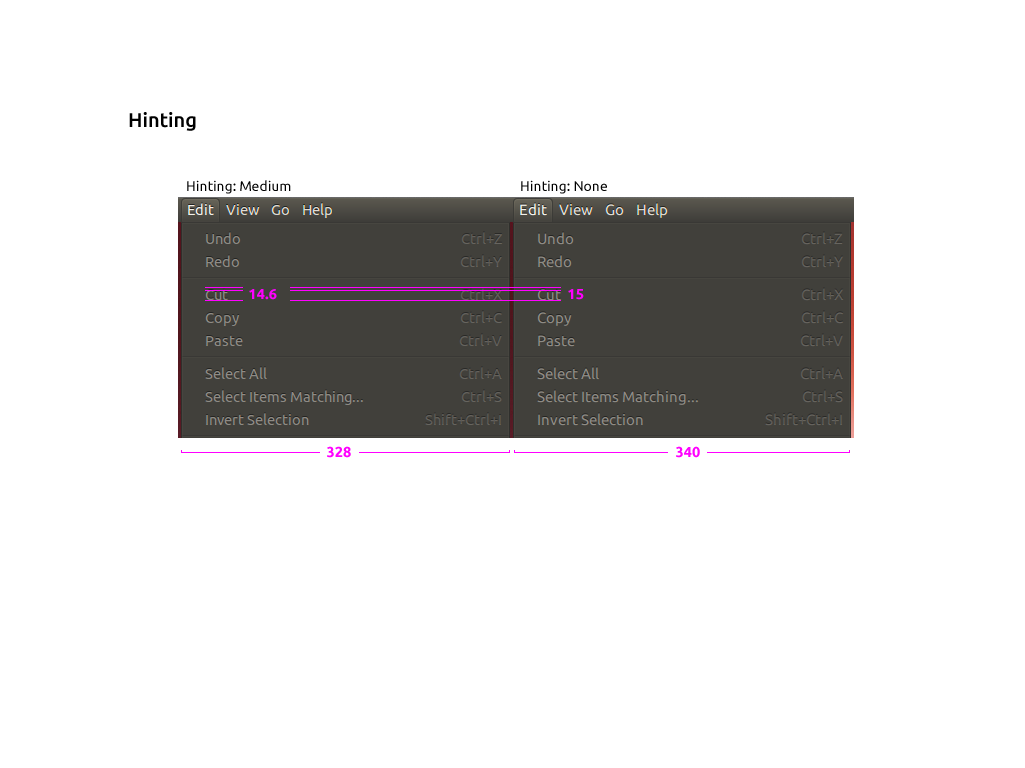 Hinting
Hinting: Medium
Edit View Go Help
Undo Ctrl+Z
Redo Ctrl+Y
Cut 14.6 Ctrl+X
Copy Ctrl+C
Paste Ctrl+V
Select All Ctrl+A
Select Items Matching... Ctrl+S
Invert Selection Shift+Ctrl+I
328
Hinting: None
Edit View Go Help
Undo Ctrl+Z
Redo Ctrl+Y
Cut 15 Ctrl+X
Copy Ctrl+C
Paste Ctrl+V
Select All Ctrl+A
Select Items Matching... Ctrl+S
Invert Selection Shift+Ctrl+I
340